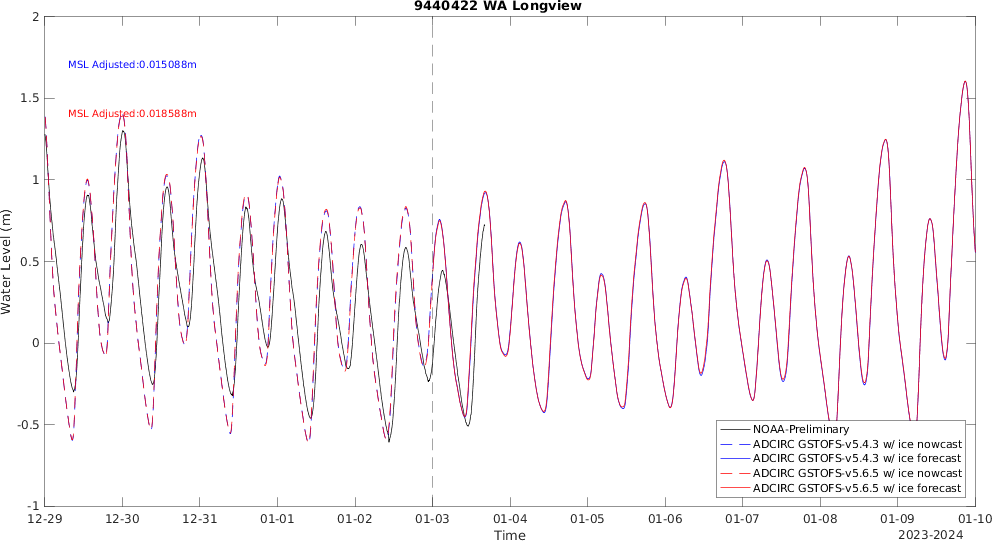 9440422 WA Longview
2
1.5
1
0.5
0
-0.5
-1
Water Level (m)
MSL Adjusted:0.015088m
MSL Adjusted:0.018588m
NOAA-Preliminary
ADCIRC GSTOFS-v5.4.3 w/ ice nowcast
ADCIRC GSTOFS-v5.4.3 w/ ice forecast
ADCIRC GSTOFS-v5.6.5 w/ ice nowcast
ADCIRC GSTOFS-v5.6.5 w/ ice forecast
12-29 12-30 12-31 01-01 01-02 01-03 01-04 01-05 01-06 01-07 01-08 01-09 01-10
Time
2023-2024